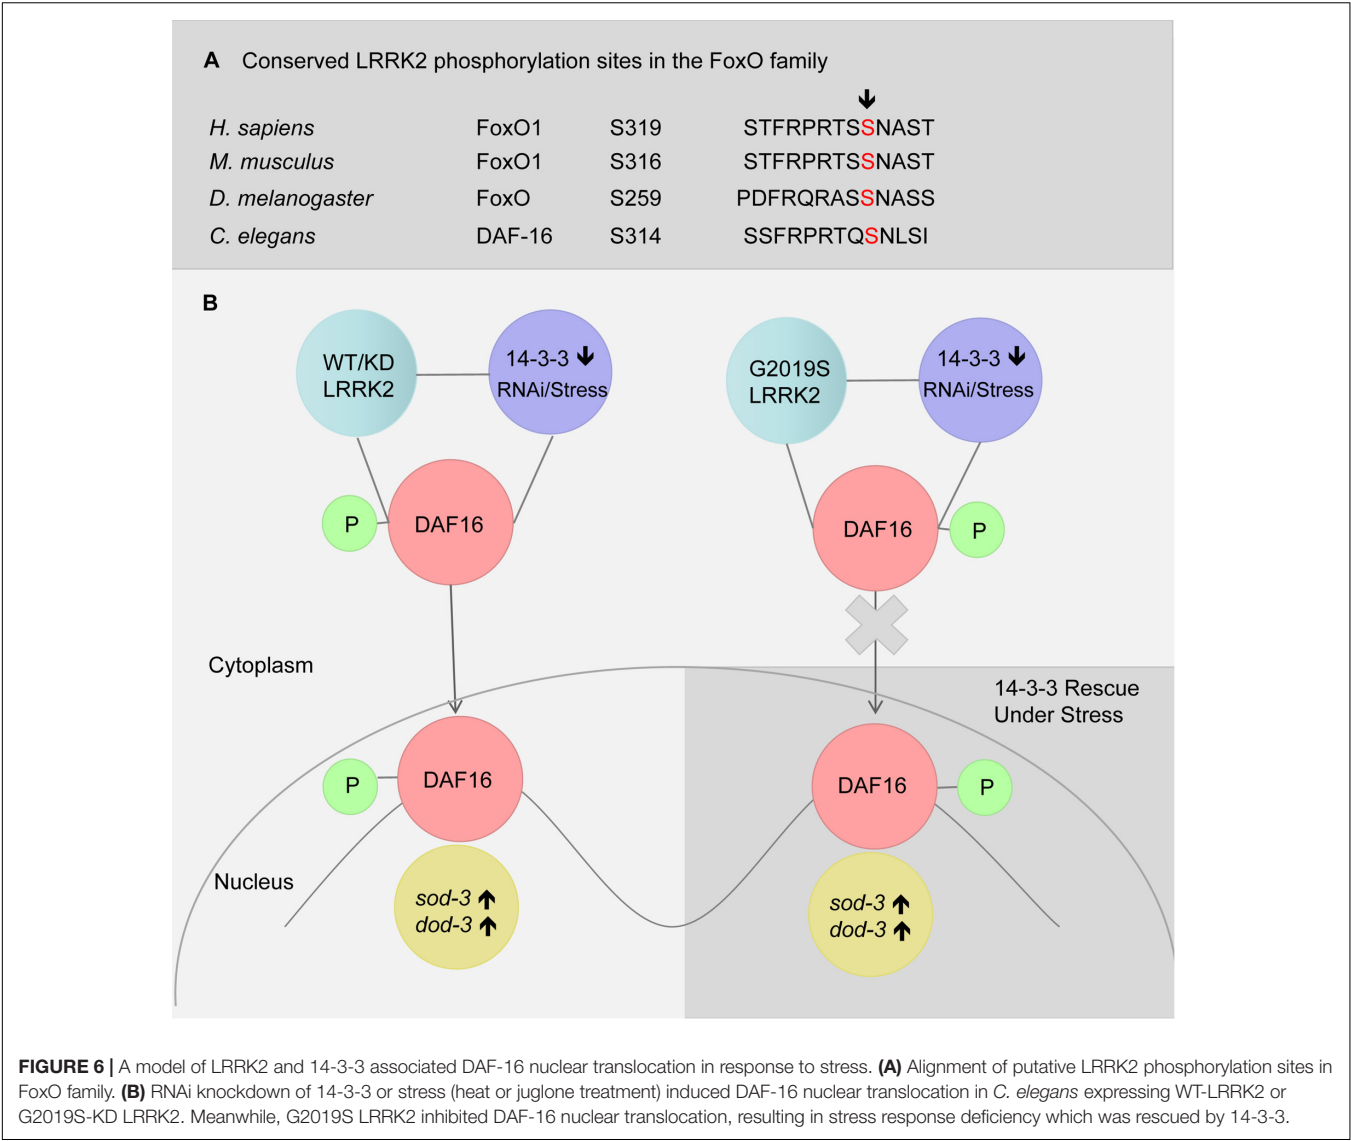 A Conserved LRRK2 phosphorylation sites in the FoxO family
H. sapiens FoxO1 S319 STFRPRTSSNAST
M. musculus FoxO1 S316 STFRPRTSSNAST
D. melanogaster FoxO S259 PDFRQRASSNASS
C. elegans DAF-16 S314 SSFRPRTQSNLSI
B
WT/KD
LRRK2
14-3-3
RNAi/Stress
G2019S
LRRK2
14-3-3
RNAi/Stress
P
DAF16
DAF16
P
Cytoplasm
14-3-3 Rescue
Under Stress
P
DAF16
DAF16
P
Nucleus
sod-3
dod-3
sod-3
dod-3
FIGURE 6 | A model of LRRK2 and 14-3-3 associated DAF-16 nuclear translocation in response to stress. (A) Alignment of putative LRRK2 phosphorylation sites in
FoxO family. (B) RNAi knockdown of 14-3-3 or stress (heat or juglone treatment) induced DAF-16 nuclear translocation in C. elegans expressing WT-LRRK2 or
G2019S-KD LRRK2. Meanwhile, G2019S LRRK2 inhibited DAF-16 nuclear translocation, resulting in stress response deficiency which was rescued by 14-3-3.